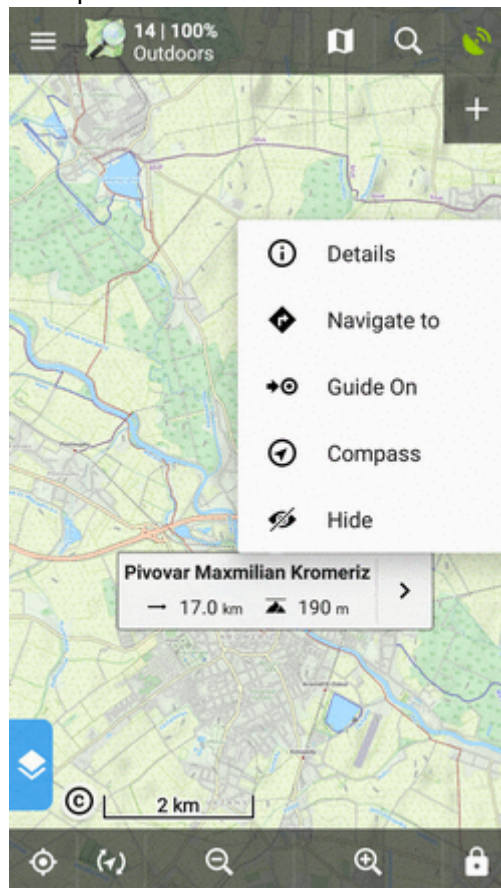 14 | 100%
Outdoors
Details
Navigate to
Guide On
Compass
Hide
Pivovar Maxmilian Kromeriz
17.0 km
190 m
©
2 km